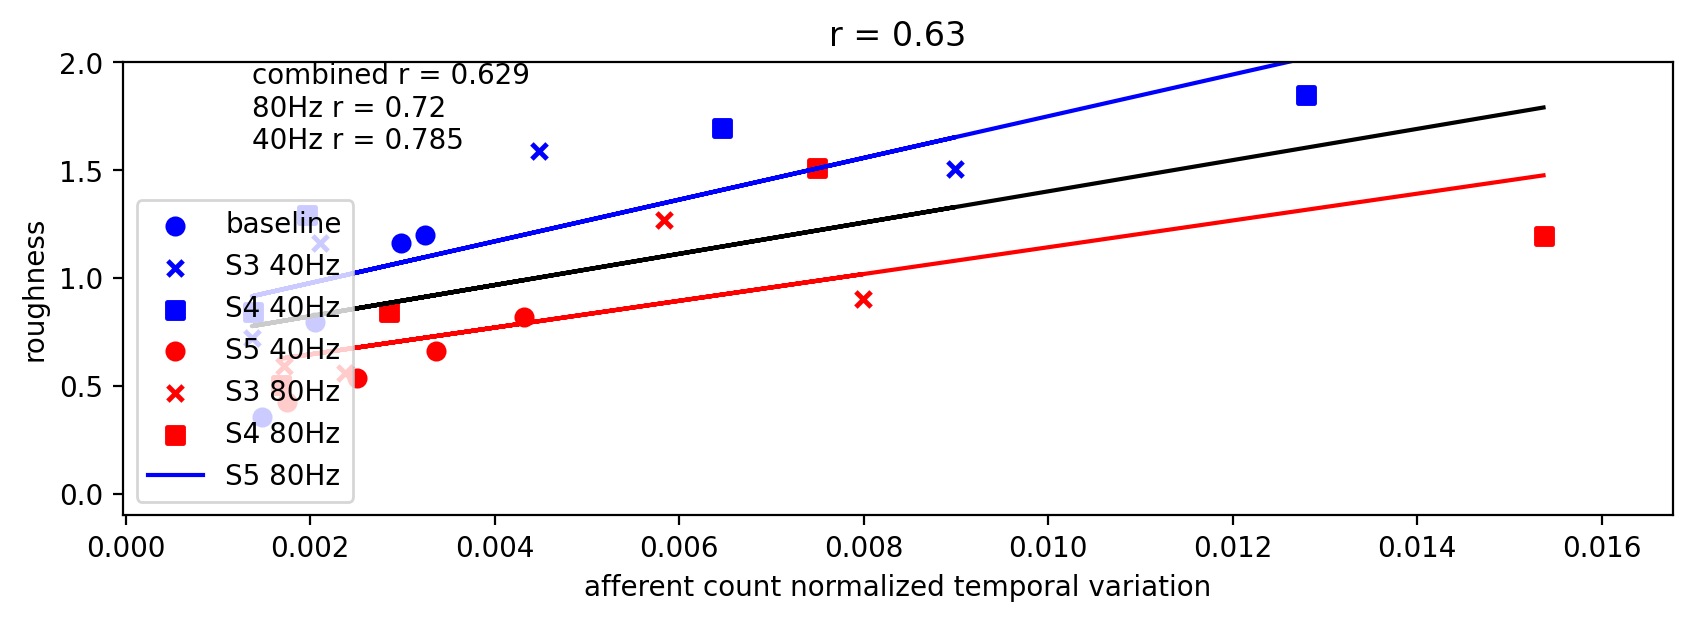 r = 0.63
combined r = 0.629
80Hz r = 0.72
40Hz r = 0.785
2.0
1.5
1.0
0.5
0.0
roughness
baseline
S3 40Hz
S4 40Hz
S5 40Hz
S3 80Hz
S4 80Hz
S5 80Hz
0.000 0.002 0.004 0.006 0.008 0.010 0.012 0.014 0.016
afferent count normalized temporal variation